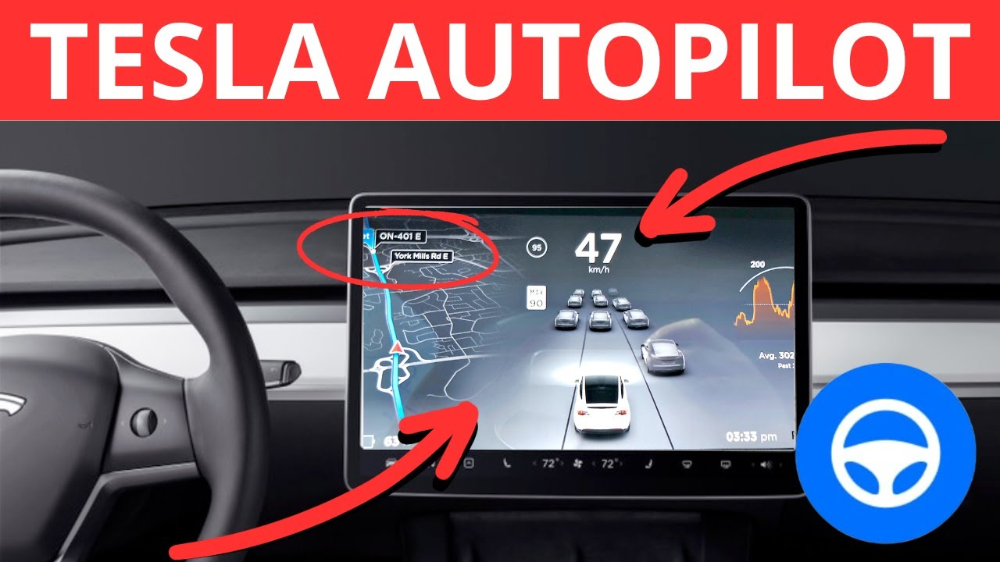 TESLA AUTOPILOT
ON-401 E
York Mills Rd E
95
47
km/h
MAX
90
200
Avg. 302
03:33 pm
72°
72°